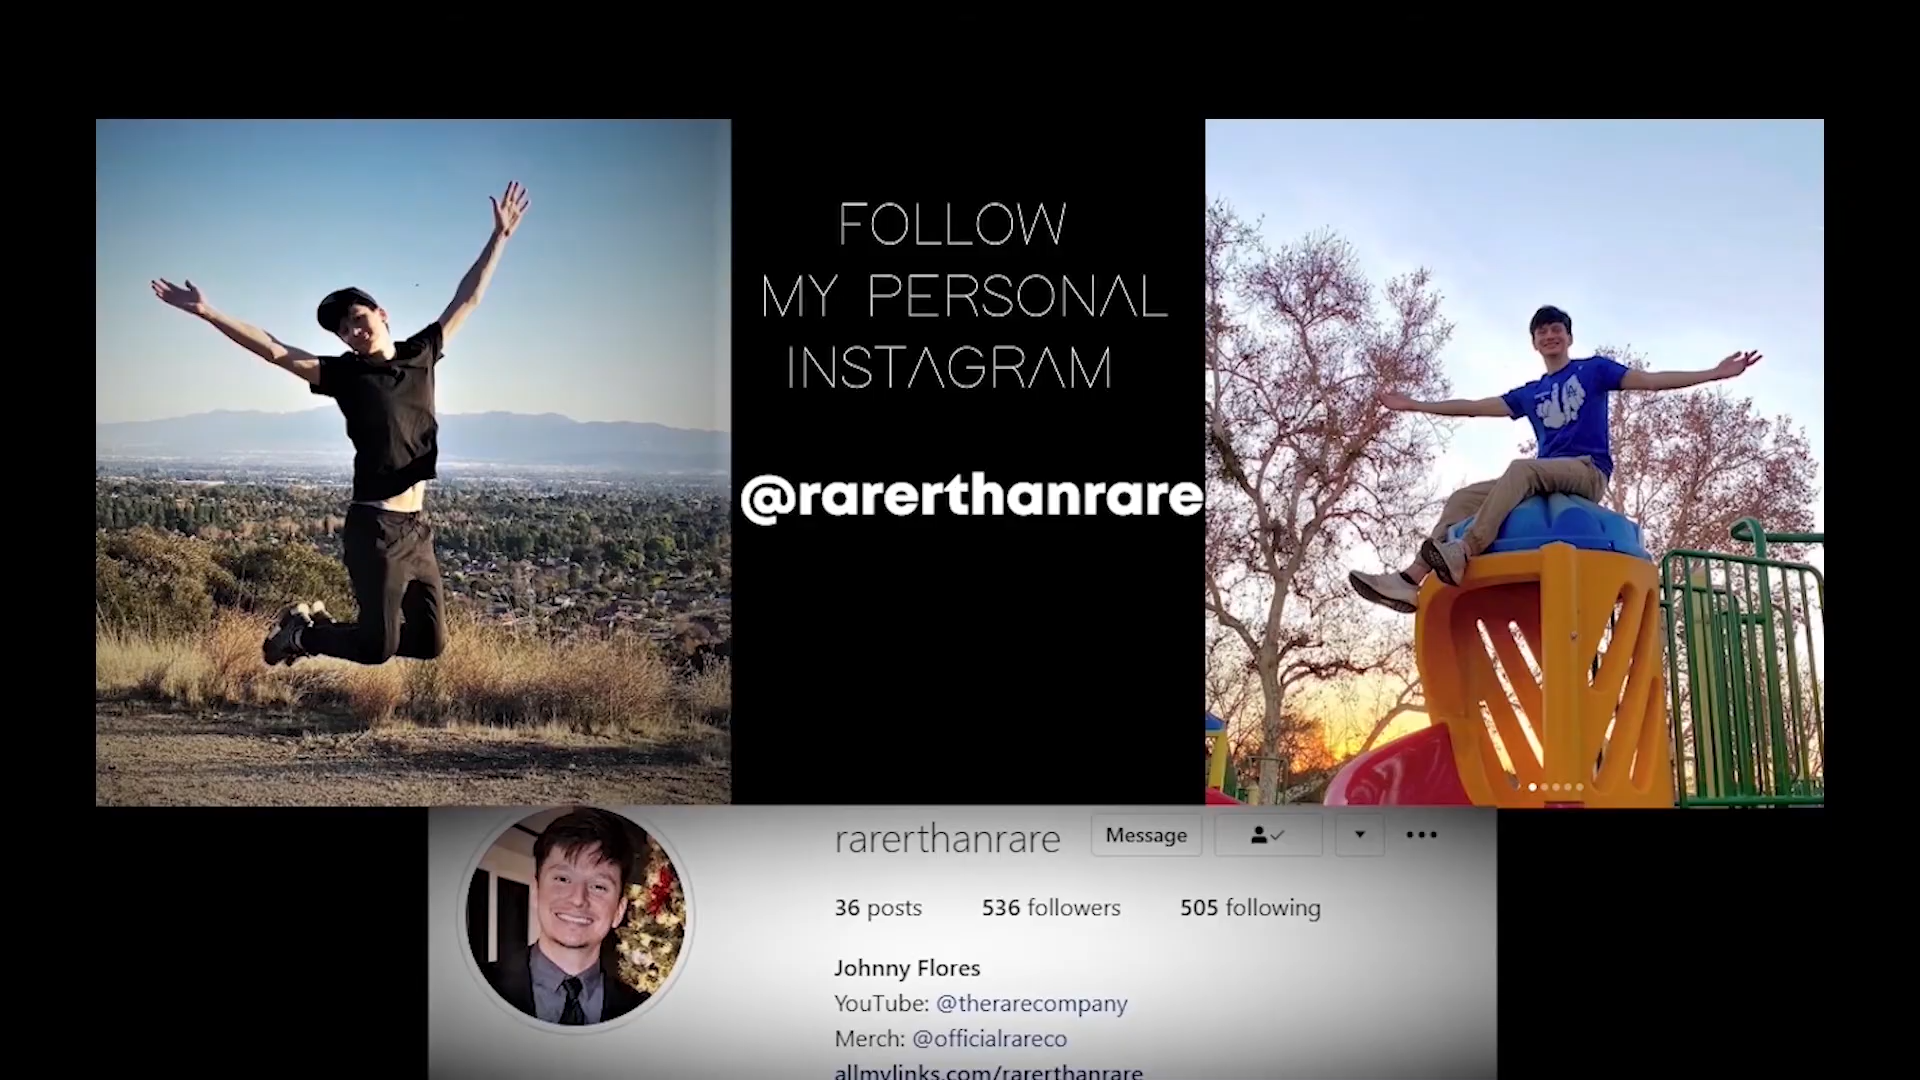 FOLLOW
MY PERSONAL
INSTAGRAM
@rarerthanrare
rarerthanrare Message
36 posts 536 followers 505 following
Johnny Flores
YouTube: @therarecompany
Merch: @officialrareco
allmylinks.com/rarerthanrare